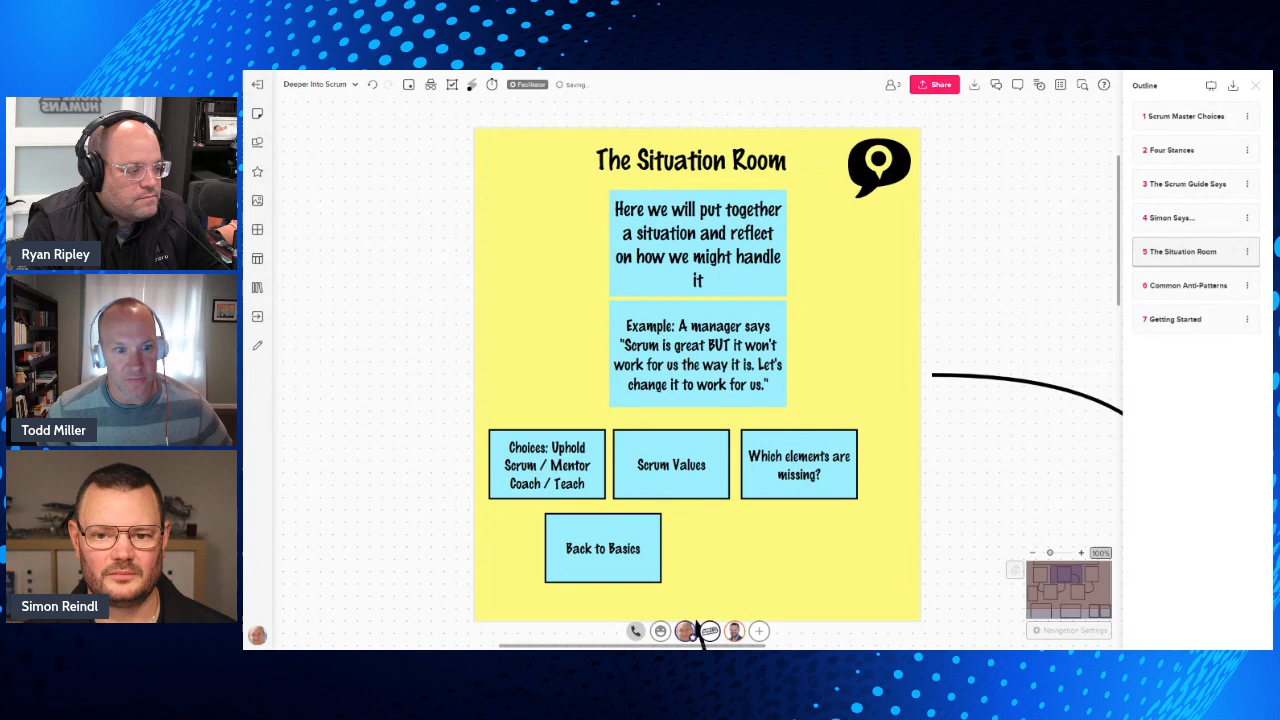 HUMANS
Ryan Ripley
Todd Miller
Simon Reindl
Deeper Into Scrum
Facilitator
Saving...
3
Share
Outline
1 Scrum Master Choices
2 Four Stances
3 The Scrum Guide Says
4 Simon Says...
5 The Situation Room
6 Common Anti-Patterns
7 Getting Started
The Situation Room
Here we will put together
a situation and reflect
on how we might handle
it
Example: A manager says
"Scrum is great BUT it won't
work for us the way it is. Let's
change it to work for us."
Choices: Uphold
Scrum / Mentor
Coach / Teach
Scrum Values
Which elements are
missing?
Back to Basics
100%
Navigation Settings